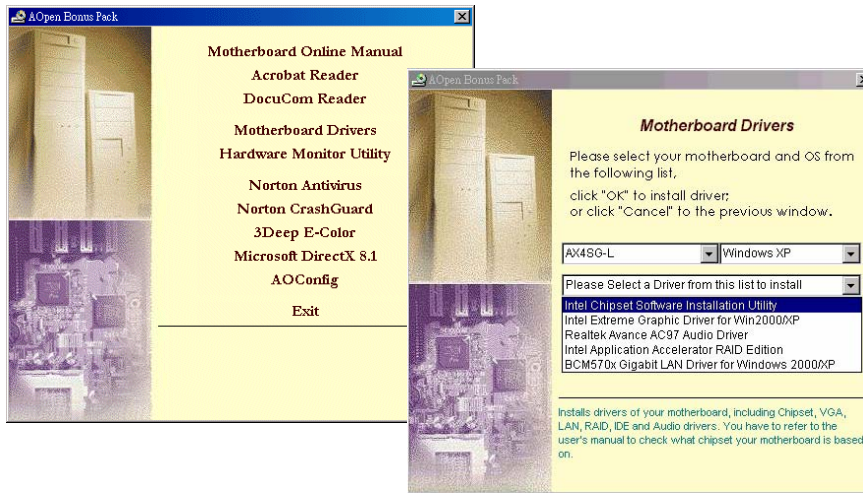 AOpen Bonus Pack
Motherboard Online Manual
Acrobat Reader
DocuCom Reader
Motherboard Drivers
Hardware Monitor Utility
Norton Antivirus
Norton CrashGuard
3Deep E-Color
Microsoft DirectX 8.1
AOConfig
Exit
AOpen Bonus Pack
Motherboard Drivers
Please select your motherboard and OS from
the following list,
click "OK" to install driver;
or click "Cancel" to the previous window.
AX4SG-L Windows XP
Please Select a Driver from this list to install
Intel Chipset Software Installation Utility
Intel Extreme Graphic Driver for Win2000/XP
Realtek Avance AC97 Audio Driver
Intel Application Accelerator RAID Edition
BCM570x Gigabit LAN Driver for Windows 2000/XP
Installs drivers of your motherboard, including Chipset, VGA,
LAN, RAID, IDE and Audio drivers. You have to refer to the
user's manual to check what chipset your motherboard is based
on.